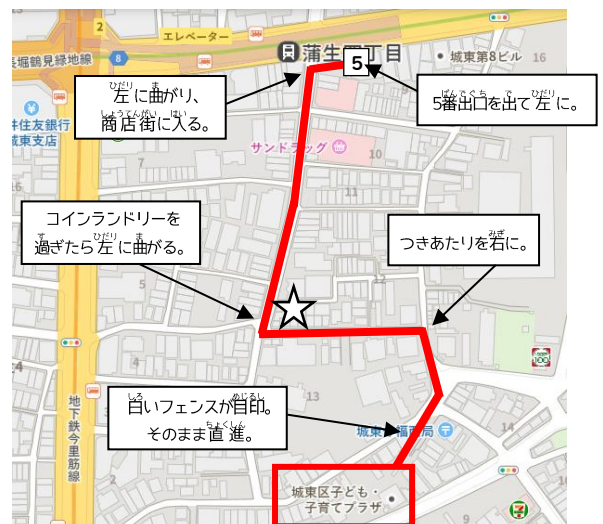 2
エレベーター
長堀鶴見緑地線
8
蒲生四丁目
5
城東第8ビル
16
左に曲がり、
商店街に入る。
5番出口を出て左に。
井住友銀行
城東支店
サンドラッグ
7
10
11
コインランドリーを
過ぎたら左に曲がる。
つきあたりを右に。
5
12
地下鉄今里筋線
白いフェンスが目印。
そのまま直進。
13
14
城東区子ども・
子育てプラザ
9